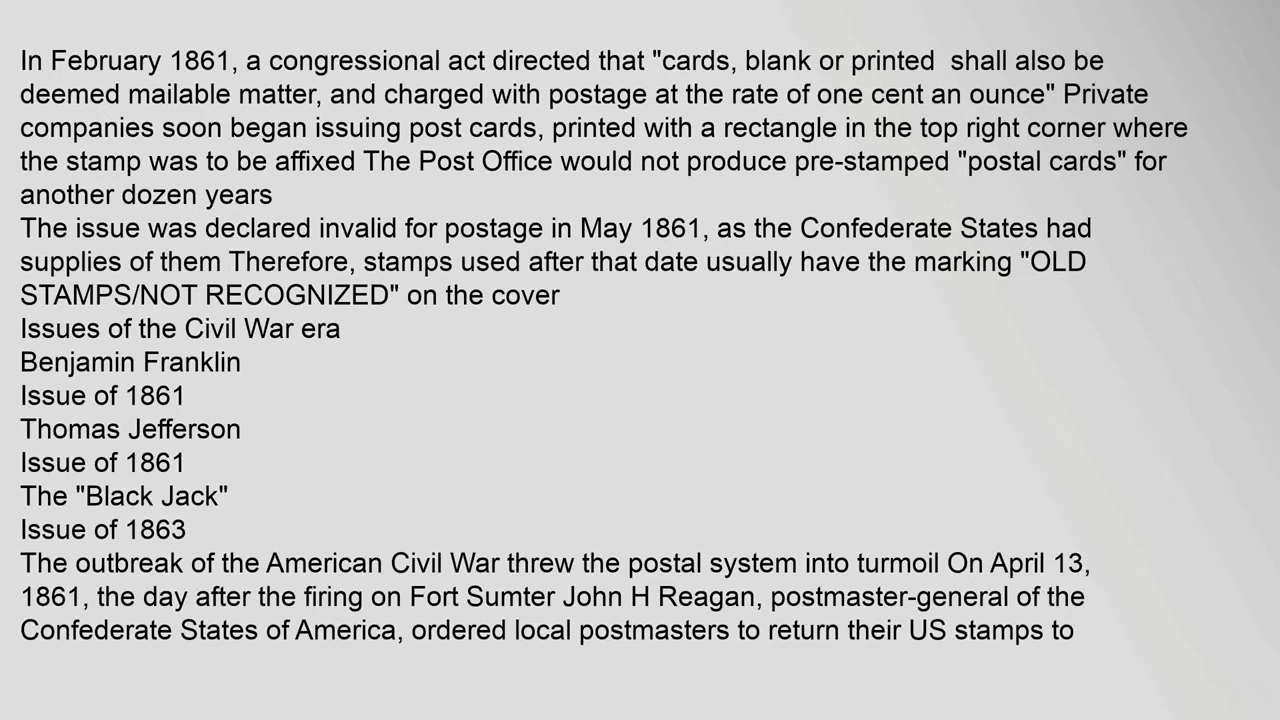 In February 1861, a congressional act directed that "cards, blank or printed  shall also be
deemed mailable matter, and charged with postage at the rate of one cent an ounce" Private
companies soon began issuing post cards, printed with a rectangle in the top right corner where
the stamp was to be affixed The Post Office would not produce pre-stamped "postal cards" for
another dozen years
The issue was declared invalid for postage in May 1861, as the Confederate States had
supplies of them Therefore, stamps used after that date usually have the marking "OLD
STAMPS/NOT RECOGNIZED" on the cover
Issues of the Civil War era
Benjamin Franklin
Issue of 1861
Thomas Jefferson
Issue of 1861
The "Black Jack"
Issue of 1863
The outbreak of the American Civil War threw the postal system into turmoil On April 13,
1861, the day after the firing on Fort Sumter John H Reagan, postmaster-general of the
Confederate States of America, ordered local postmasters to return their US stamps to